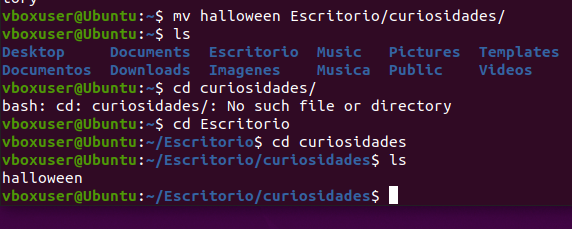 tory
vboxuser@Ubuntu:~$ mv halloween Escritorio/curiosidades/
vboxuser@Ubuntu:~$ ls
Desktop Documents Escritorio Music Pictures Templates
Documentos Downloads Imagenes Musica Public Videos
vboxuser@Ubuntu:~$ cd curiosidades/
bash: cd: curiosidades/: No such file or directory
vboxuser@Ubuntu:~$ cd Escritorio
vboxuser@Ubuntu:~/Escritorio$ cd curiosidades
vboxuser@Ubuntu:~/Escritorio/curiosidades$ ls
halloween
vboxuser@Ubuntu:~/Escritorio/curiosidades$